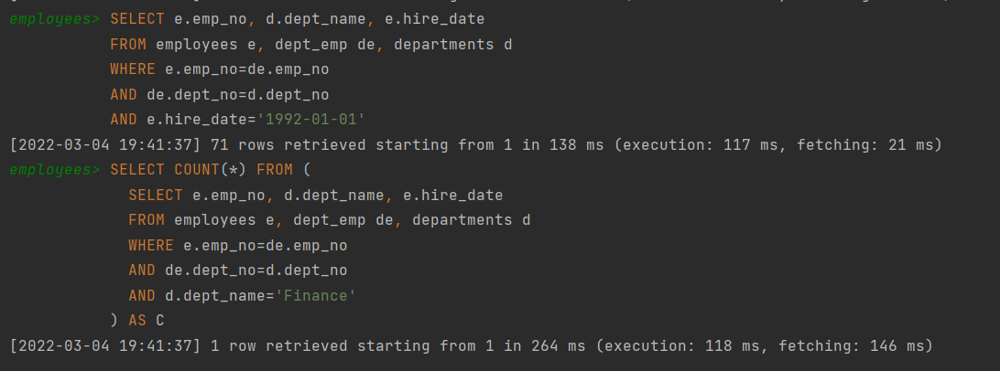 employees> SELECT e.emp_no, d.dept_name, e.hire_date
FROM employees e, dept_emp de, departments d
WHERE e.emp_no=de.emp_no
AND de.dept_no=d.dept_no
AND e.hire_date='1992-01-01'
[2022-03-04 19:41:37] 71 rows retrieved starting from 1 in 138 ms (execution: 117 ms, fetching: 21 ms)
employees> SELECT COUNT(*) FROM (
SELECT e.emp_no, d.dept_name, e.hire_date
FROM employees e, dept_emp de, departments d
WHERE e.emp_no=de.emp_no
AND de.dept_no=d.dept_no
AND d.dept_name='Finance'
) AS C
[2022-03-04 19:41:37] 1 row retrieved starting from 1 in 264 ms (execution: 118 ms, fetching: 146 ms)